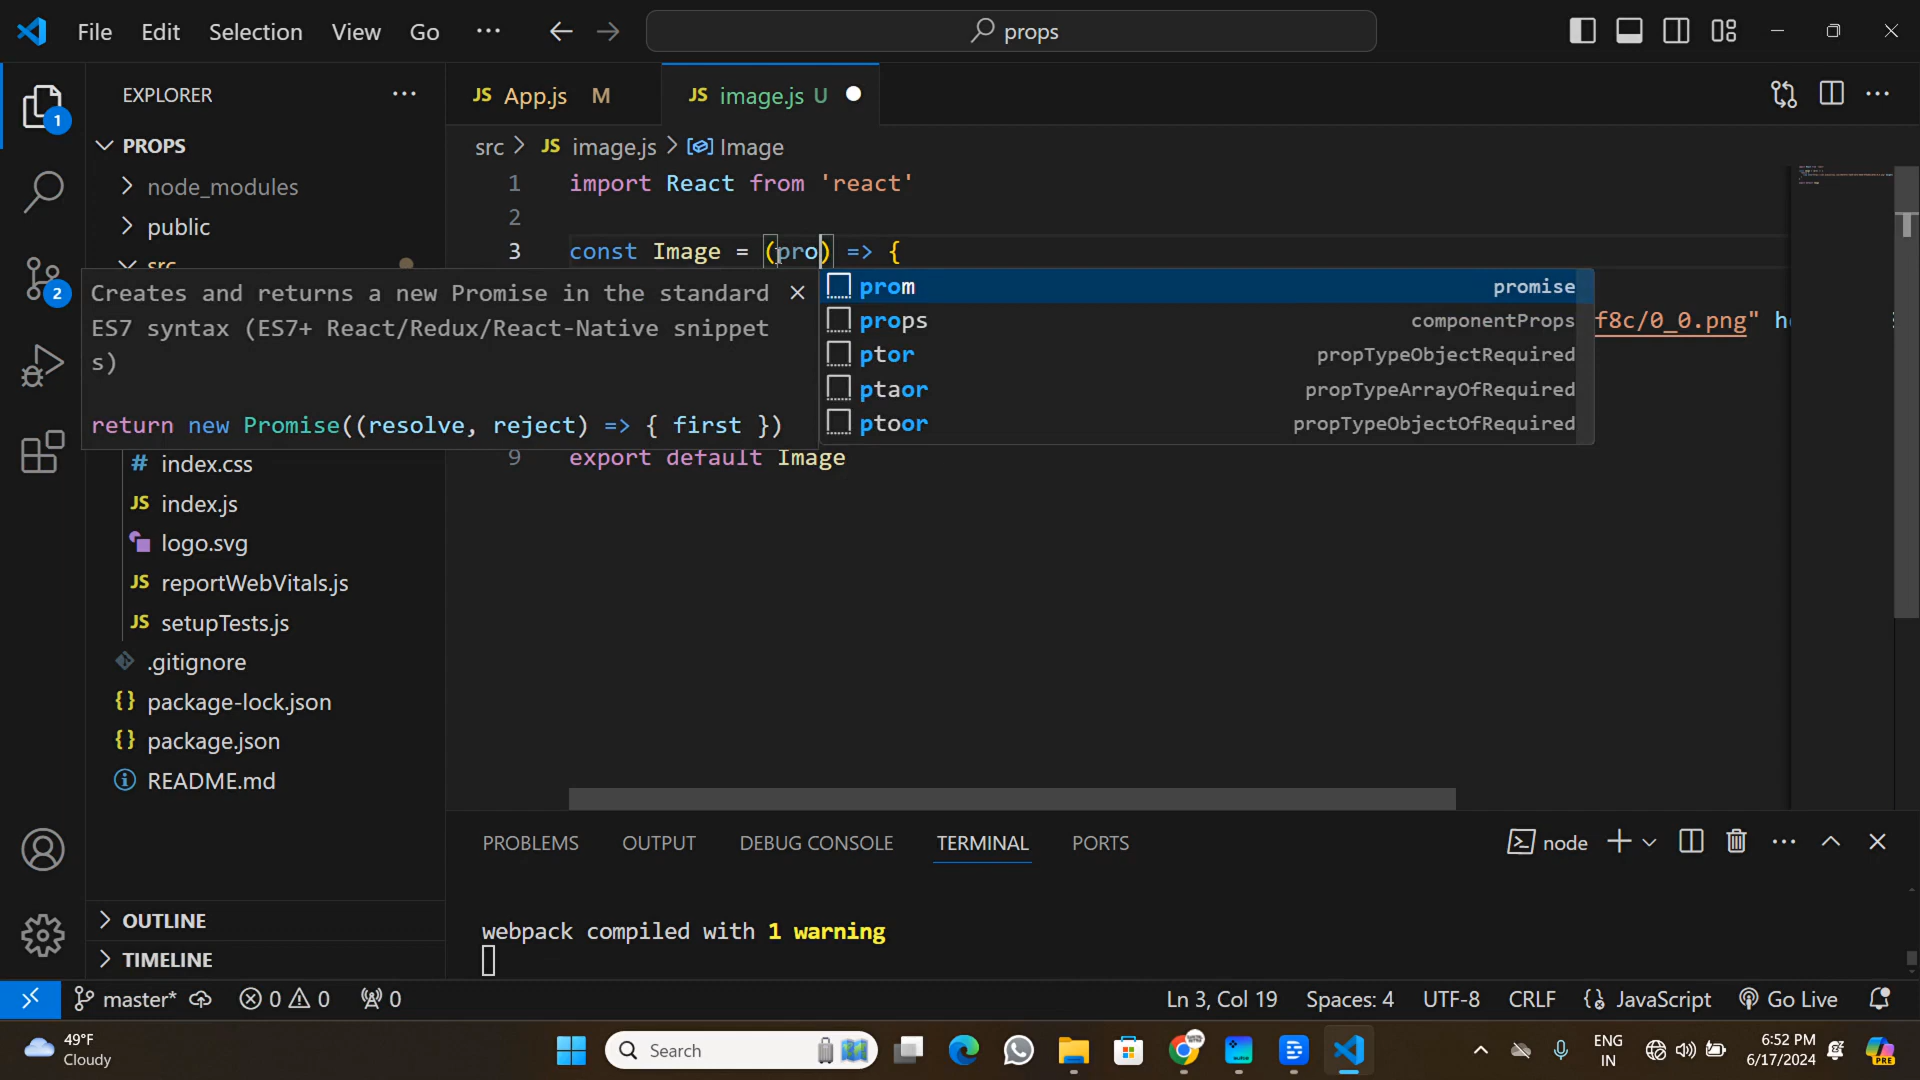 File Edit Selection View Go ··· props
EXPLORER
PROPS
node_modules
public
src
index.css
index.js
logo.svg
reportWebVitals.js
setupTests.js
.gitignore
package-lock.json
package.json
README.md
OUTLINE
TIMELINE
1
2
JS App.js M
JS image.js U
src > JS image.js > Image
1 import React from 'react'
2
3 const Image = (pro) => {
Creates and returns a new Promise in the standard
ES7 syntax (ES7+ React/Redux/React-Native snippet
s)
return new Promise((resolve, reject) => { first })
prom promise
props componentProps
ptor propTypeObjectRequired
ptaor propTypeArrayOfRequired
ptoor propTypeObjectOfRequired
f8c/0_0.png"
9 export default Image
PROBLEMS OUTPUT DEBUG CONSOLE TERMINAL PORTS
node
webpack compiled with 1 warning
master* 0 0 0
Ln 3, Col 19 Spaces: 4 UTF-8 CRLF {} JavaScript Go Live
49°F
Cloudy
Search
ENG
IN
6:52 PM
6/17/2024
PRE